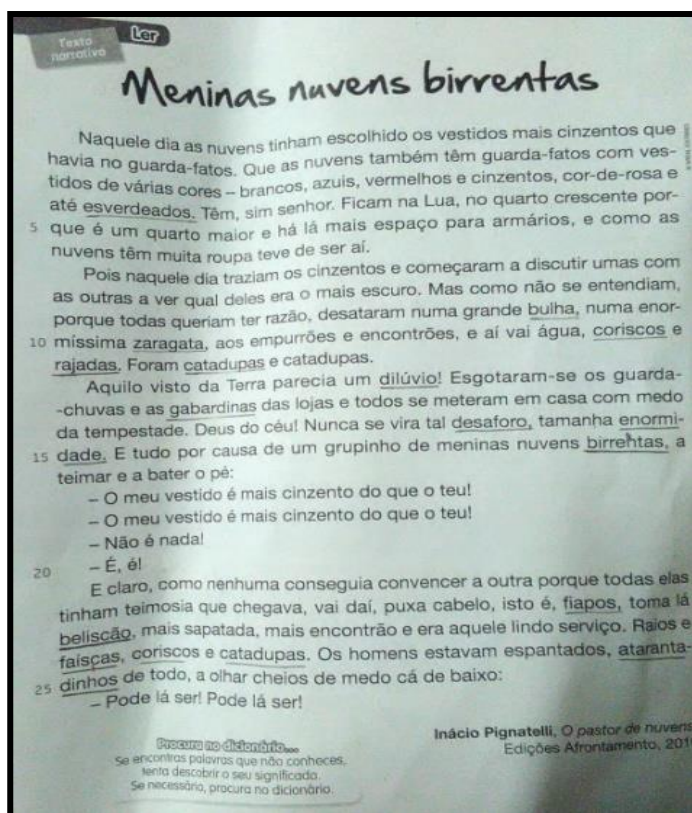 Ler
Texto
narrativo
Meninas nuvens birrentas
Naquele dia as nuvens tinham escolhido os vestidos mais cinzentos que
havia no guarda-fatos. Que as nuvens também têm guarda-fatos com ves-
tidos de várias cores – brancos, azuis, vermelhos e cinzentos, cor-de-rosa e
até esverdeados. Têm, sim senhor. Ficam na Lua, no quarto crescente por-
5 que é um quarto maior e há lá mais espaço para armários, e como as
nuvens têm muita roupa teve de ser aí.
Pois naquele dia traziam os cinzentos e começaram a discutir umas com
as outras a ver qual deles era o mais escuro. Mas como não se entendiam,
porque todas queriam ter razão, desataram numa grande bulha, numa enor-
10 míssima zaragata, aos empurrões e encontrões, e aí vai água, coriscos e
rajadas. Foram catadupas e catadupas.
Aquilo visto da Terra parecia um dilúvio! Esgotaram-se os guarda-
-chuvas e as gabardinas das lojas e todos se meteram em casa com medo
da tempestade. Deus do céu! Nunca se vira tal desaforo, tamanha enormi-
15 dade. E tudo por causa de um grupinho de meninas nuvens birrentas, a
teimar e a bater o pé:
– O meu vestido é mais cinzento do que o teu!
– O meu vestido é mais cinzento do que o teu!
– Não é nada!
20 – É, é!
E claro, como nenhuma conseguia convencer a outra porque todas elas
tinham teimosia que chegava, vai daí, puxa cabelo, isto é, fiapos, toma lá
beliscão, mais sapatada, mais encontrão e era aquele lindo serviço. Raios e
faíscas, coriscos e catadupas. Os homens estavam espantados, ataranta-
25 dinhos de todo, a olhar cheios de medo cá de baixo:
– Pode lá ser! Pode lá ser!
Inácio Pignatelli, O pastor de nuvens
Edições Afrontamento,
Procura no dicionário...
Se encontras palavras que não conheces,
tenta descobrir o seu significado.
Se necessário, procura no dicionário.